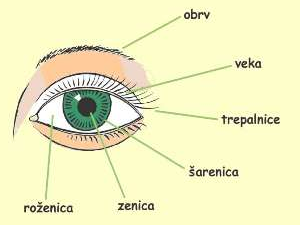 obrv
veka
trepalnice
šarenica
zenica
roženica